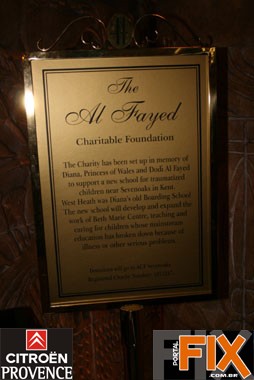 The
Al Fayed
Charitable Foundation
The Charity has been set up in memory of
Diana, Princess of Wales and Dodi Al Fayed
to support a new school for traumatized
children near Sevenoaks in Kent.
West Heath was Diana's old Boarding School
The new school will develop and expand the
work of Beth Marie Centre, teaching and
caring for children whose mainstream
education has broken down because of
illness or other serious problems.
Registered Charity Number
CITROËN
PROVENCE
PORTAL
FIX
.COM.BR